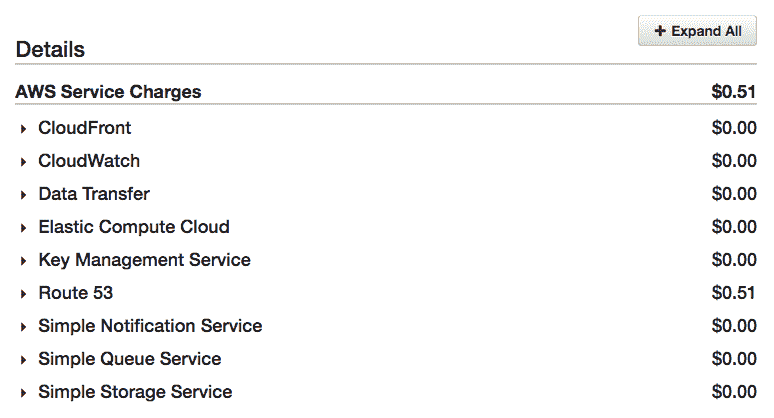 + Expand All
Details
AWS Service Charges $0.51
CloudFront $0.00
CloudWatch $0.00
Data Transfer $0.00
Elastic Compute Cloud $0.00
Key Management Service $0.00
Route 53 $0.51
Simple Notification Service $0.00
Simple Queue Service $0.00
Simple Storage Service $0.00